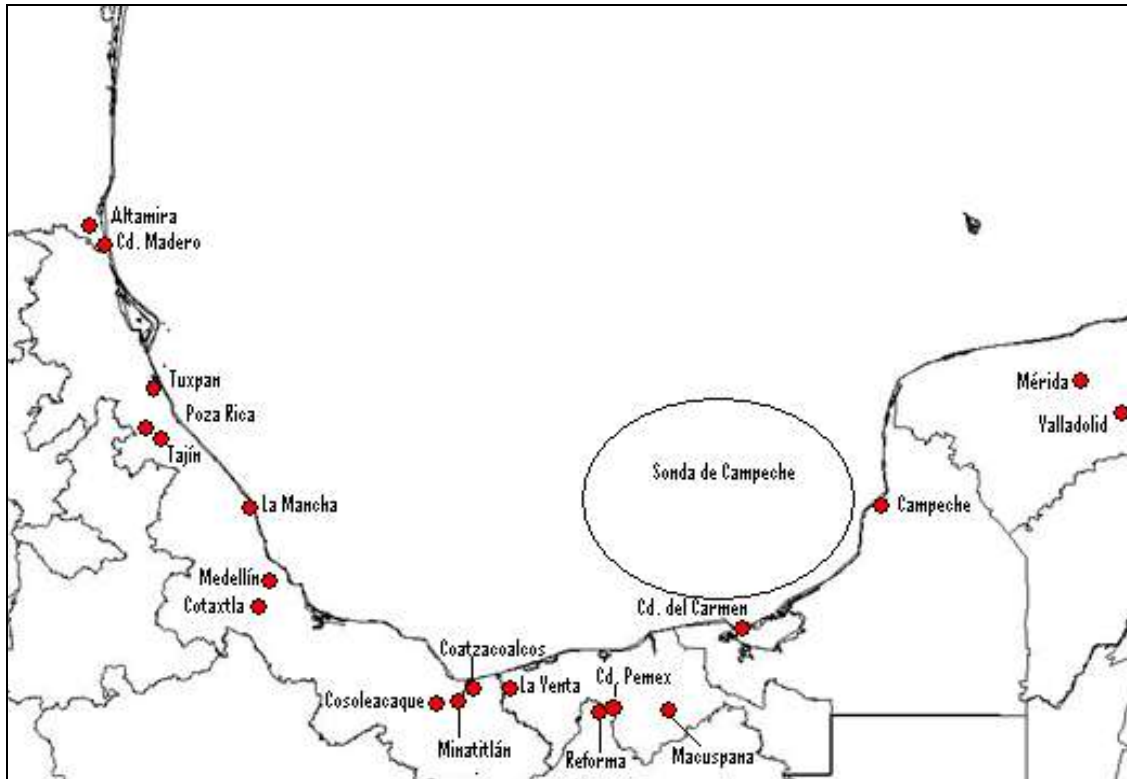 Altamira
Cd. Madero
Tuxpan
Poza Rica
Tajín
La Mancha
Medellín
Cotaxtla
Coatzacoalcos
Cosoleacaque
Minatitlán
La Venta
Cd. Pemex
Reforma
Macuspana
Cd. del Carmen
Sonda de Campeche
Campeche
Mérida
Valladolid